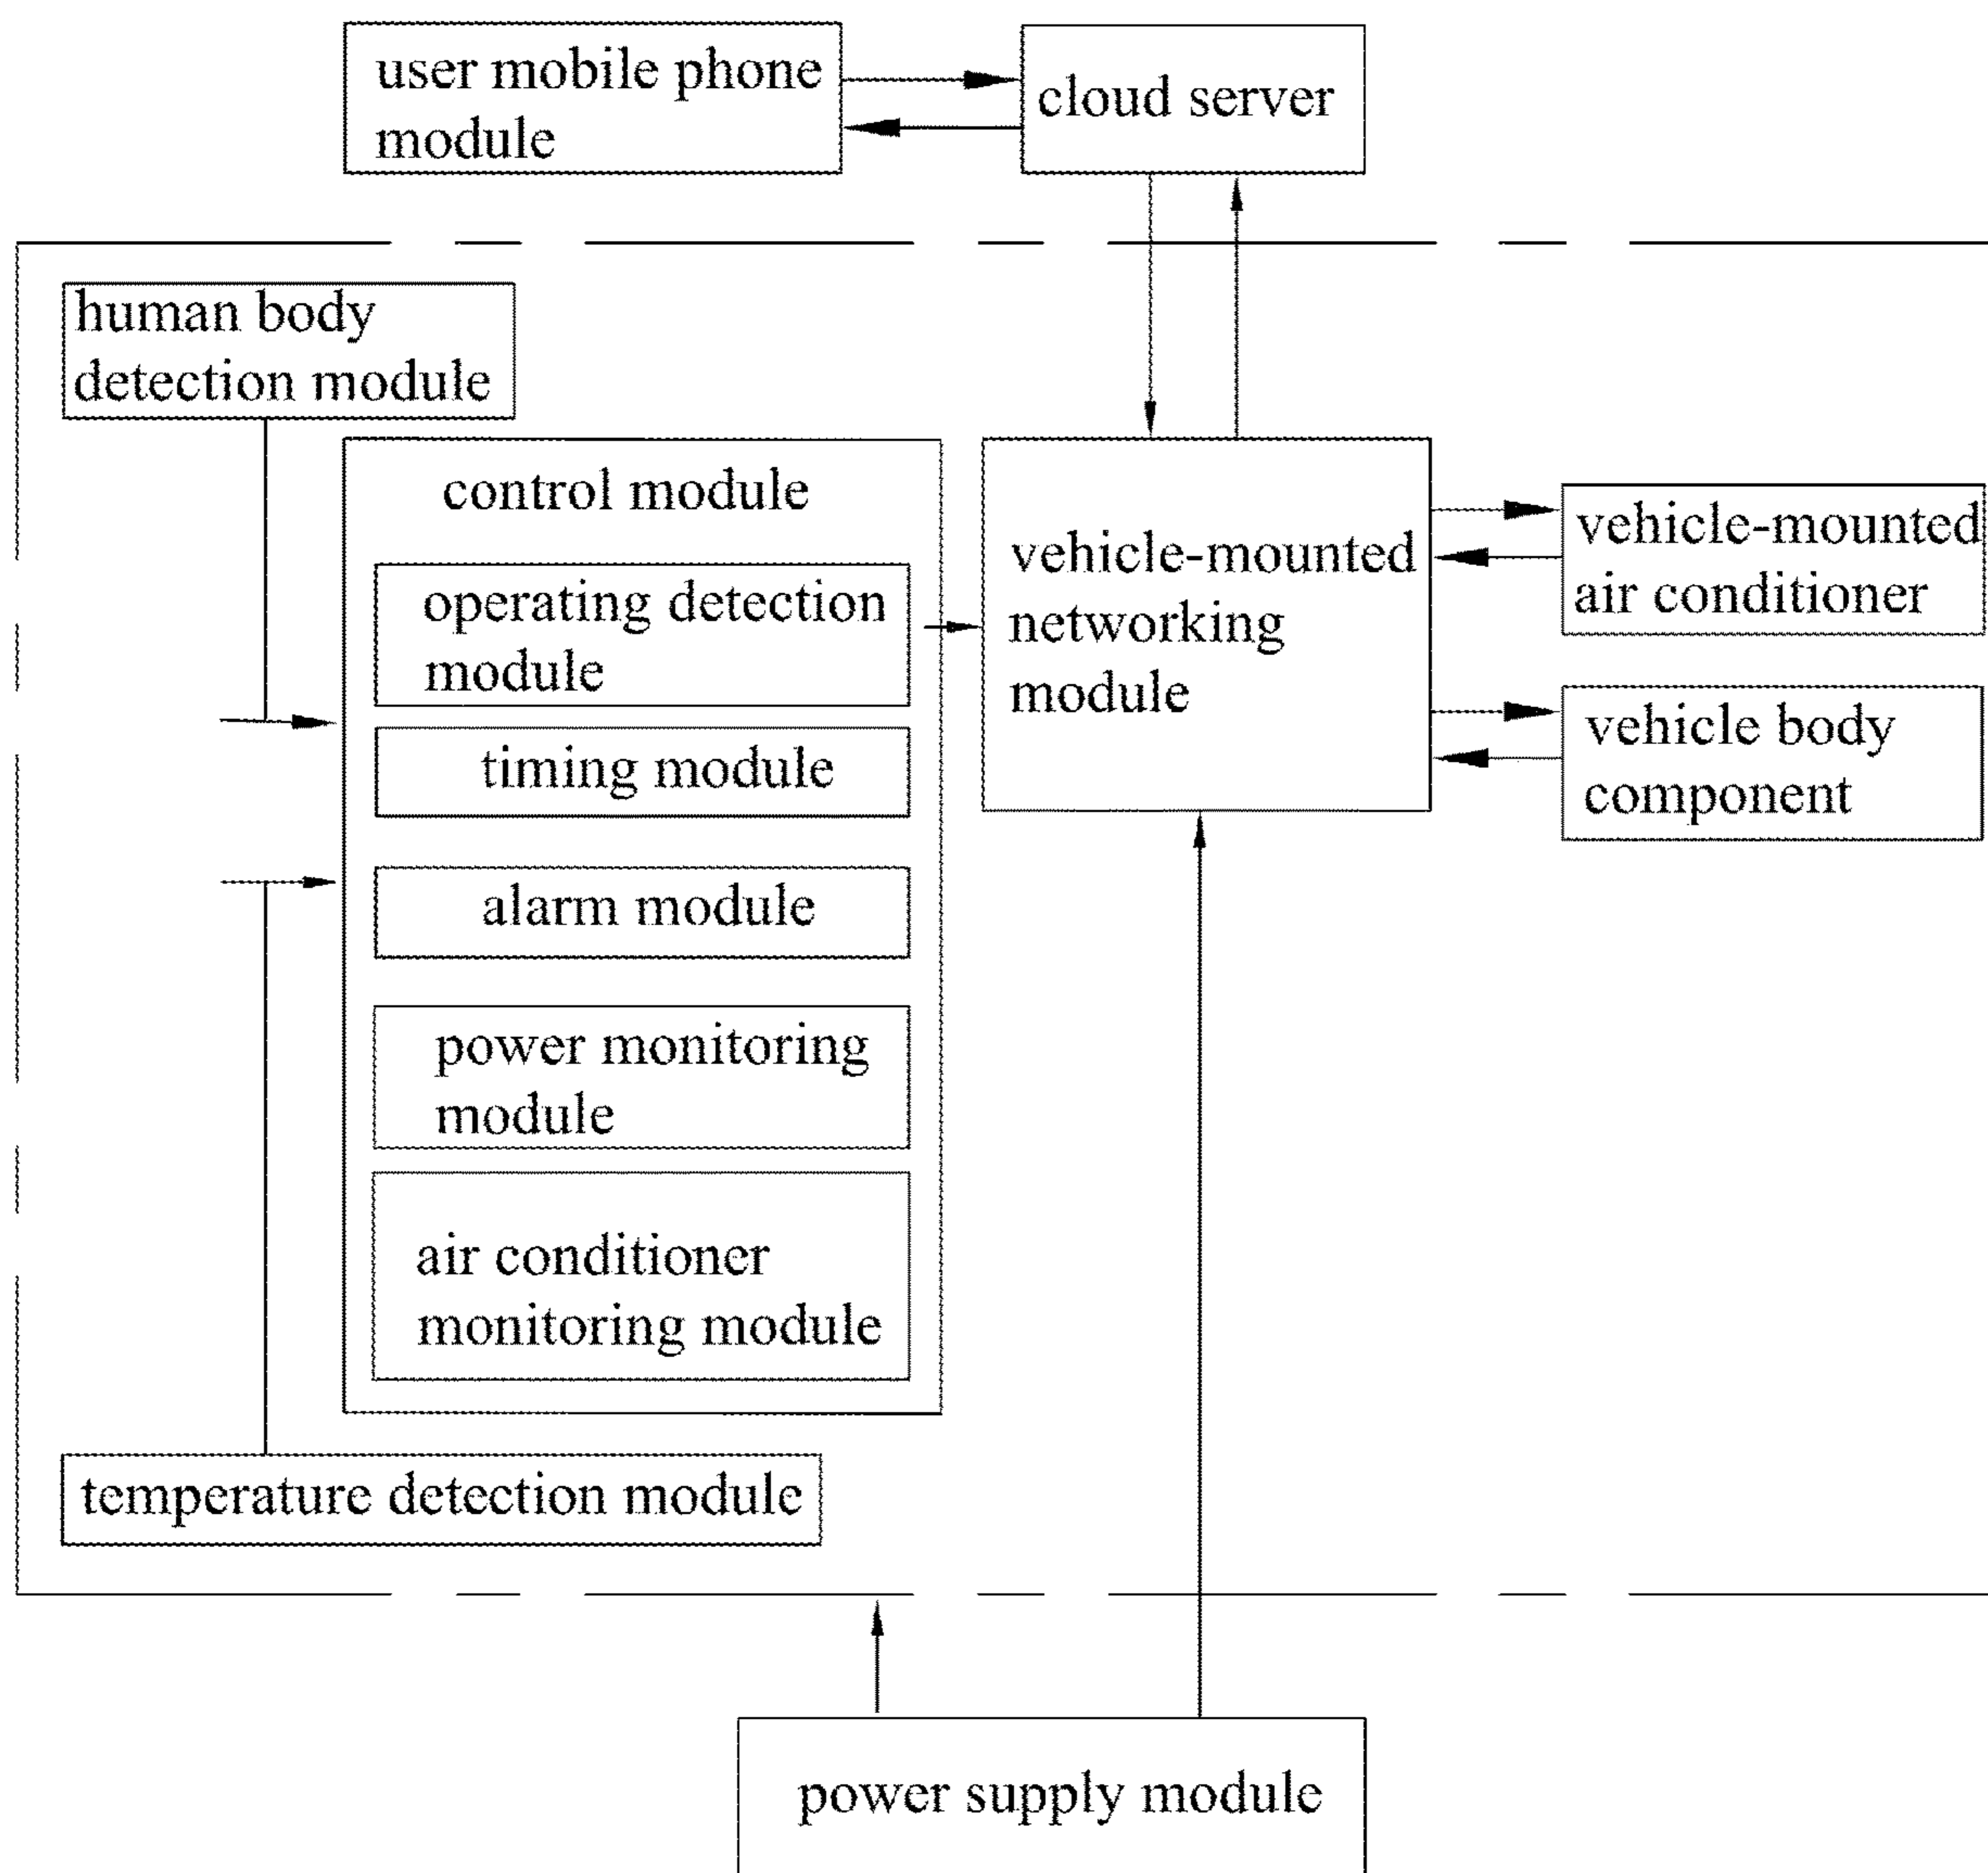 user mobile phone
module
cloud server
human body
detection module
control module
operating detection
module
timing module
alarm module
power monitoring
module
air conditioner
monitoring module
vehicle-mounted
networking
module
vehicle-mounted
air conditioner
vehicle body
component
temperature detection module
power supply module